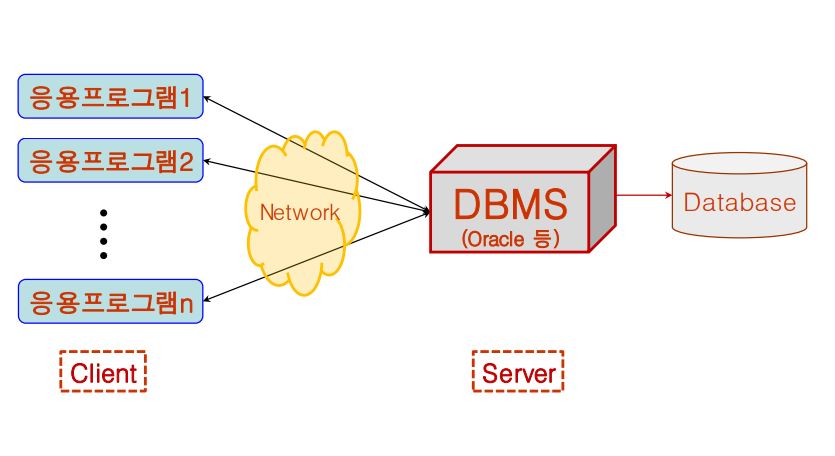 응용프로그램1
응용프로그램2
응용프로그램n
Network
DBMS
(Oracle 등)
Database
Client
Server